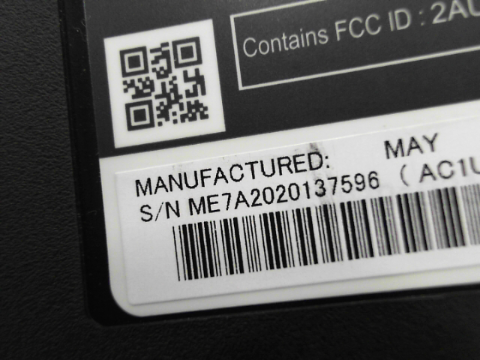 Contains FCC ID : 2AU
MANUFACTURED: MAY
S/N ME7A2020137596 ( AC1U